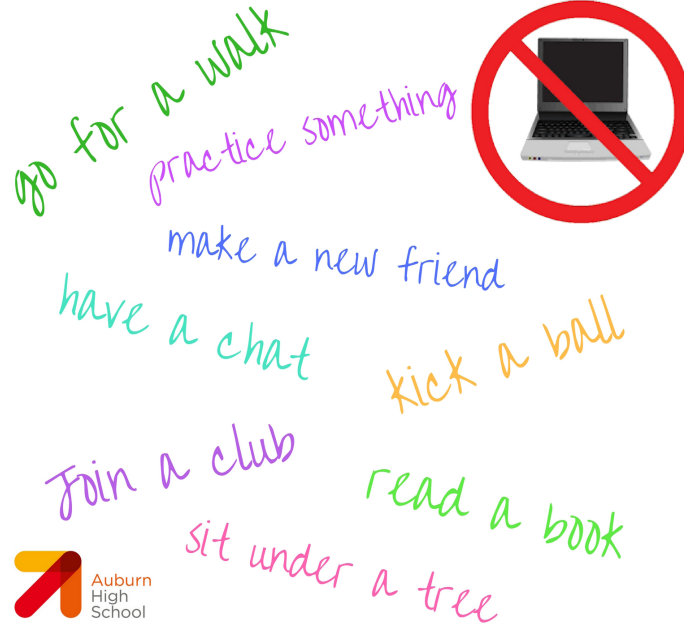 go for a walk
practice something
make a new friend
have a chat
kick a ball
Join a club
read a book
sit under a tree
Auburn
High
School